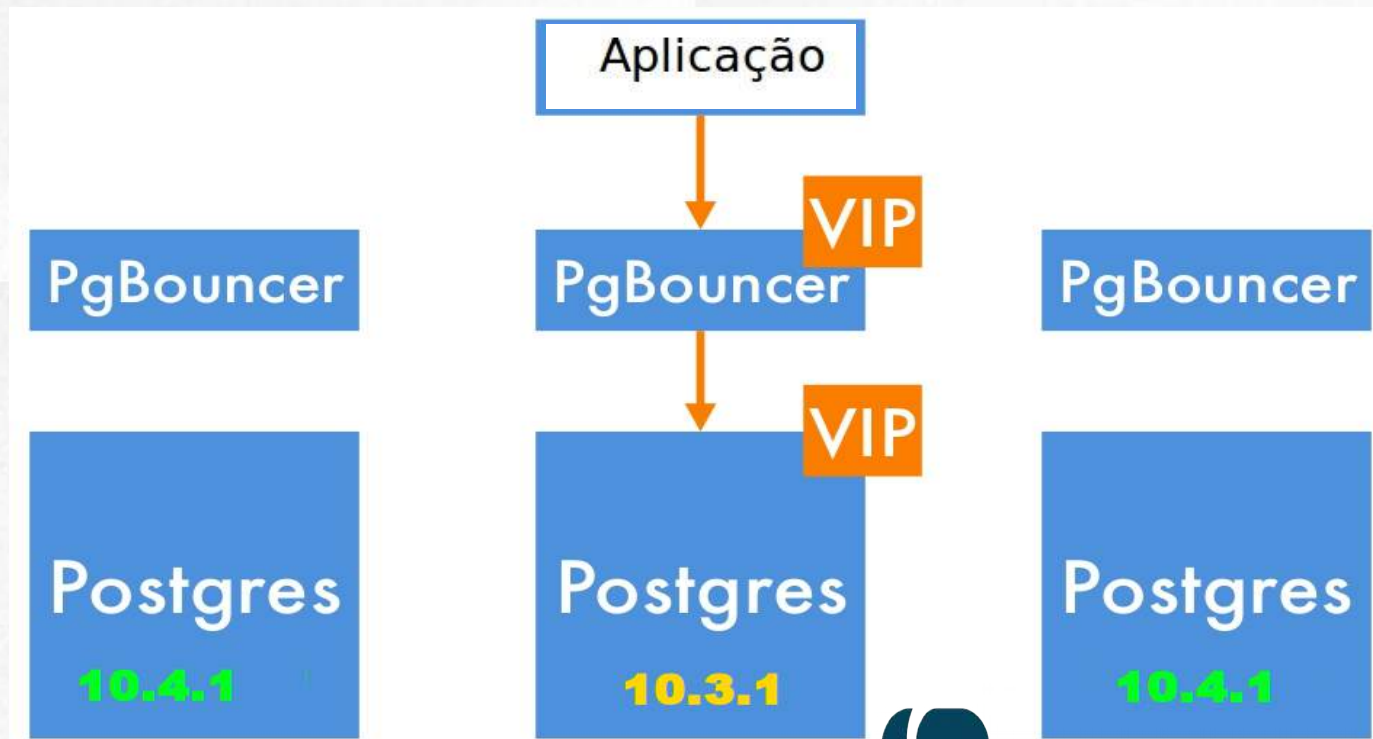 Aplicação
VIP
PgBouncer
PgBouncer
PgBouncer
VIP
Postgres
Postgres
Postgres
10.4.1
10.3.1
10.4.1